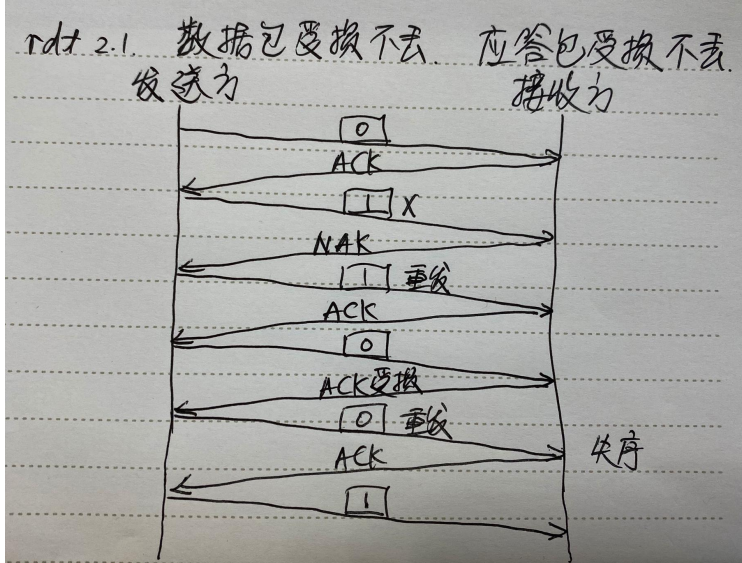 rdt 2.1. 数据包受损不丢. 应答包受损不丢.
发送方 接收方
0
ACK
1 X
NAK
1 重发
ACK
0
ACK受损
0 重发
失序
ACK
1